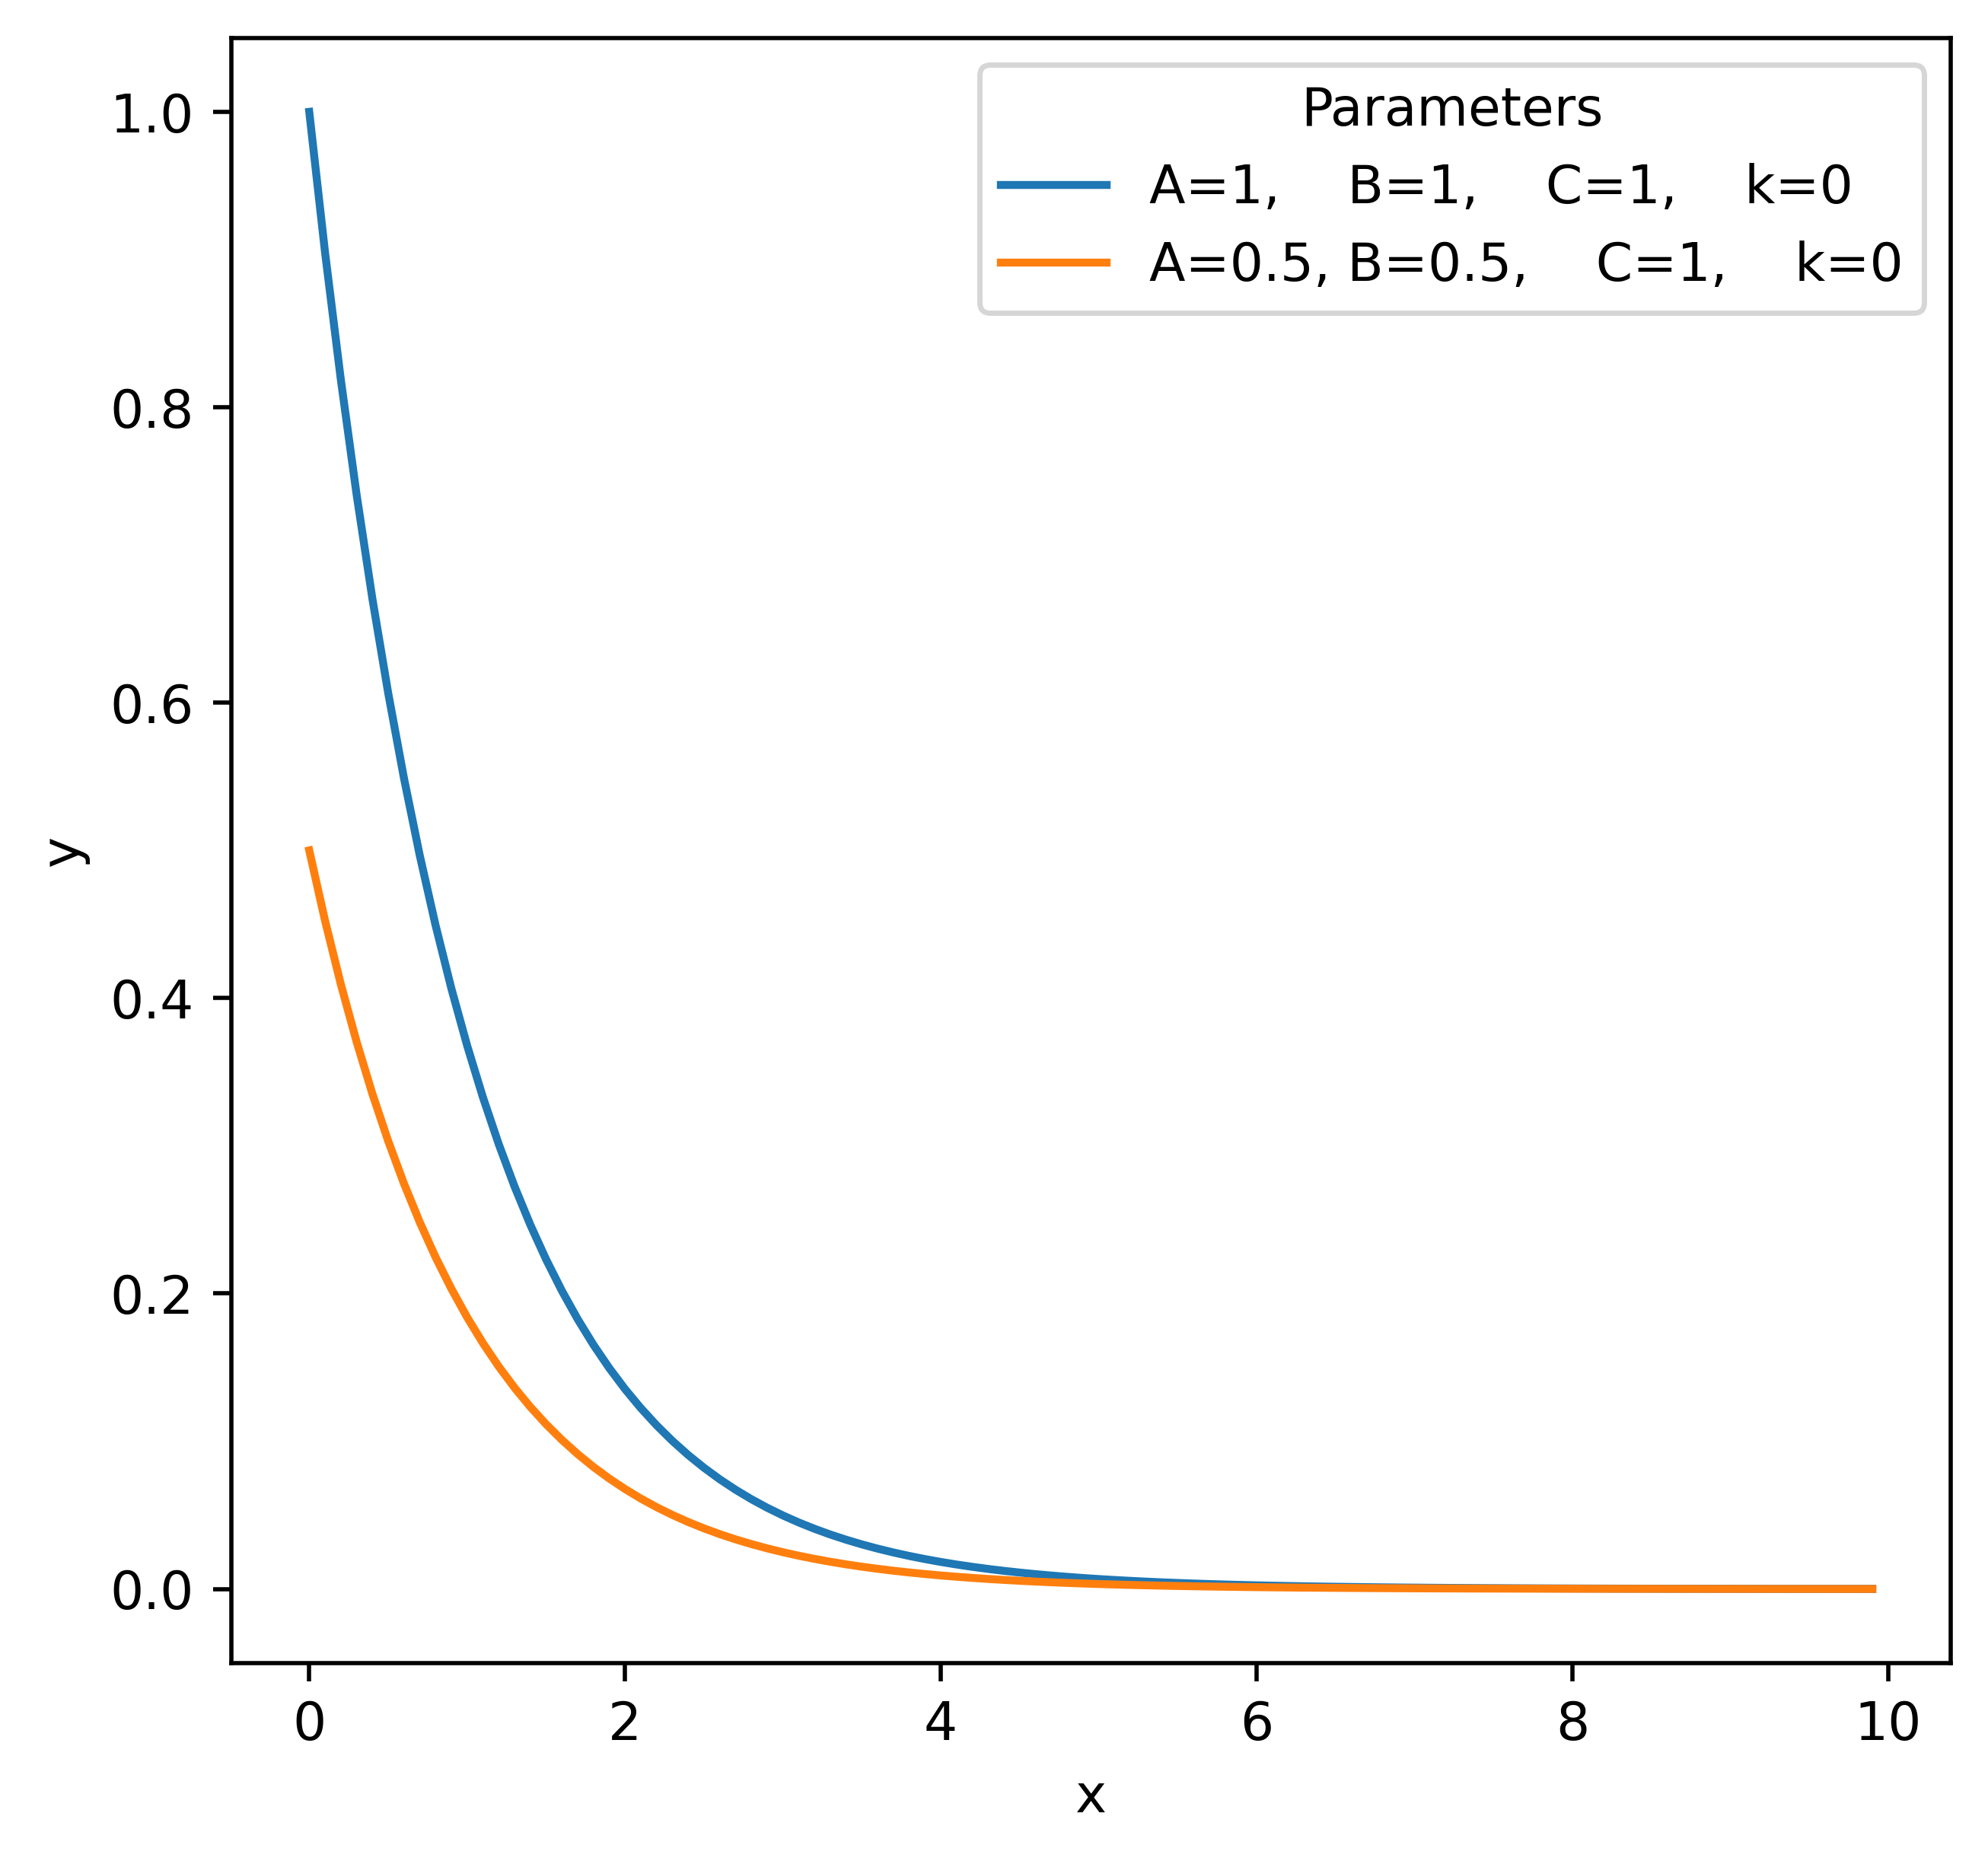 Parameters
A=1, B=1, C=1, k=0
A=0.5, B=0.5, C=1, k=0
1.0
0.8
0.6
0.4
0.2
0.0
y
0 2 4 6 8 10
x